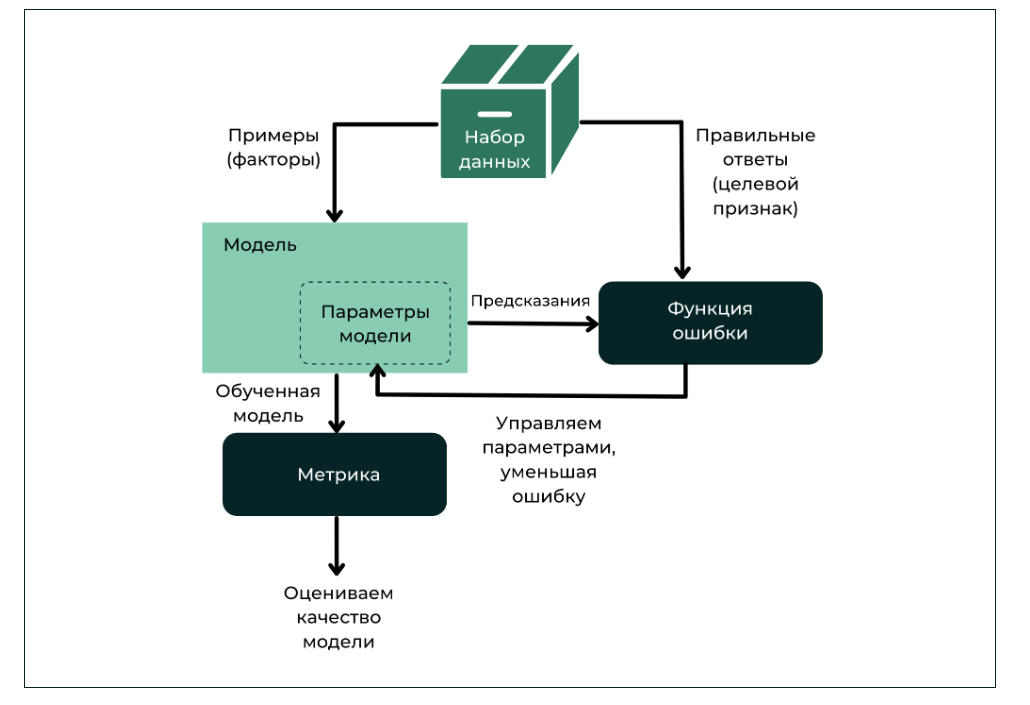 Набор
данных
Примеры
(факторы)
Правильные
ответы
(целевой
признак)
Модель
Параметры
модели
Предсказания
Функция
ошибки
Обученная
модель
Управляем
параметрами,
уменьшая
ошибку
Метрика
Оцениваем
качество
модели